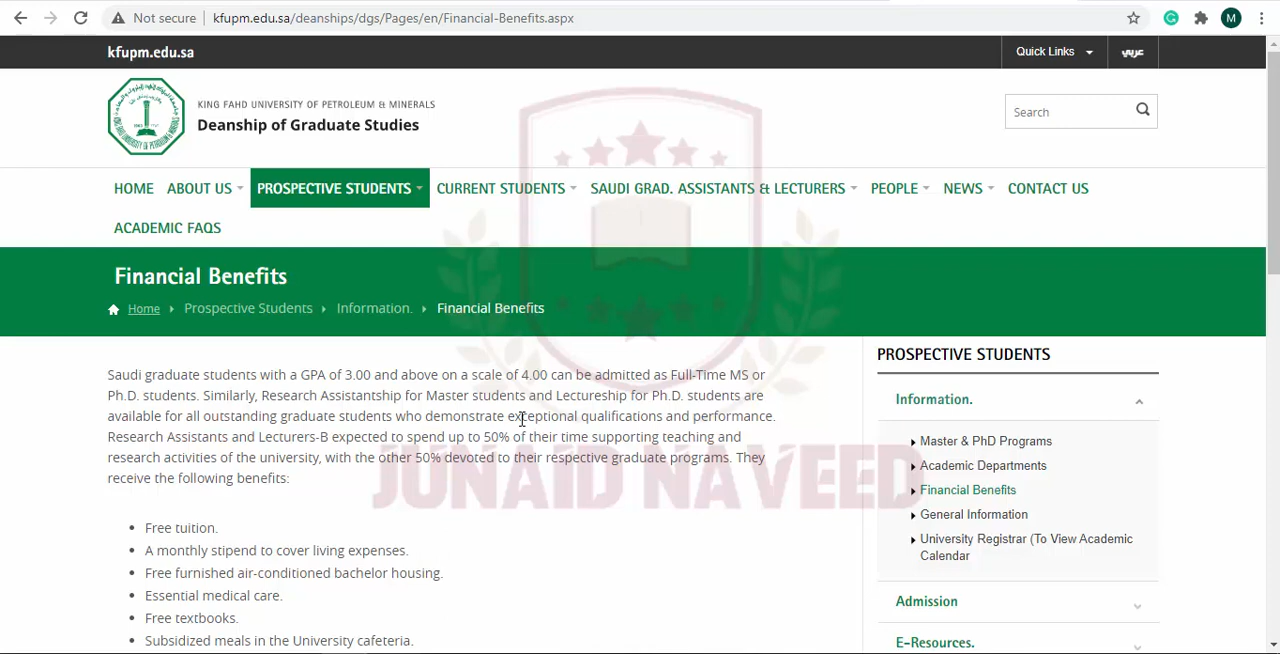 Not secure
kfupm.edu.sa/deanships/dgs/Pages/en/Financial-Benefits.aspx
M
kfupm.edu.sa
Quick Links
عربي
KING FAHD UNIVERSITY OF PETROLEUM & MINERALS
Deanship of Graduate Studies
Search
HOME ABOUT US PROSPECTIVE STUDENTS CURRENT STUDENTS SAUDI GRAD. ASSISTANTS & LECTURERS PEOPLE NEWS CONTACT US
ACADEMIC FAQS
Financial Benefits
Home Prospective Students Information. Financial Benefits
Saudi graduate students with a GPA of 3.00 and above on a scale of 4.00 can be admitted as Full-Time MS or
Ph.D. students. Similarly, Research Assistantship for Master students and Lectureship for Ph.D. students are
available for all outstanding graduate students who demonstrate exceptional qualifications and performance.
Research Assistants and Lecturers-B expected to spend up to 50% of their time supporting teaching and
research activities of the university, with the other 50% devoted to their respective graduate programs. They
receive the following benefits:
Free tuition.
A monthly stipend to cover living expenses.
Free furnished air-conditioned bachelor housing.
Essential medical care.
Free textbooks.
Subsidized meals in the University cafeteria.
PROSPECTIVE STUDENTS
Information.
Master & PhD Programs
Academic Departments
Financial Benefits
General Information
University Registrar (To View Academic
Calendar
Admission
E-Resources.
JUNAID NAVEED